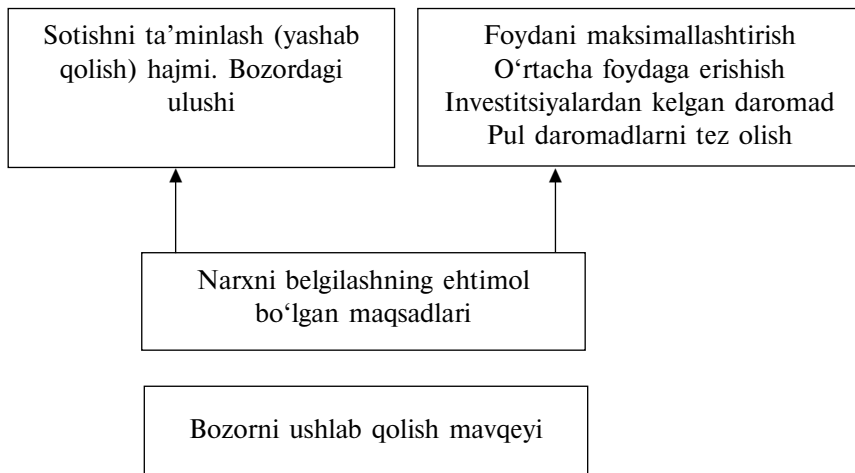 Sotishni ta’minlash (yashab
qolish) hajmi. Bozordagi
ulushi
Foydani maksimallashtirish
O‘rtacha foydaga erishish
Investitsiyalardan kelgan daromad
Pul daromadlarni tez olish
Narxni belgilashning ehtimol
bo‘lgan maqsadlari
Bozorni ushlab qolish mavqeyi